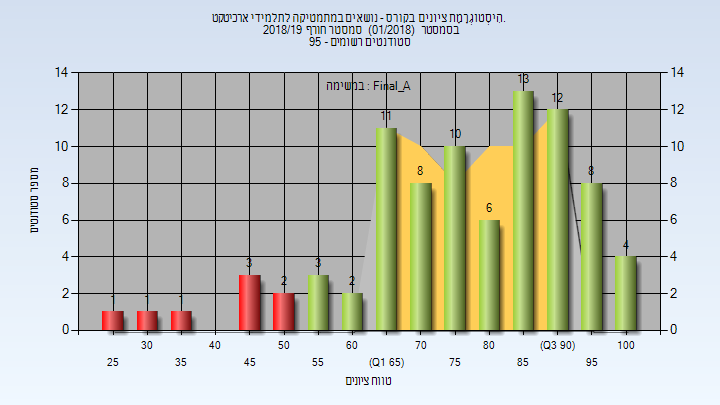 היסטוגרמת ציונים בקורס - נושאים במתמטיקה לתלמידי ארכיטקט.
בסמסטר (01/2018) סמסטר חורף 2018/19
סטודנטים רשומים - 95
במשימה : Final_A
14 14
12 12
10 10
8 8
6 6
4 4
2 2
0 0
1 1 1 3 2 3 2 11 8 10 6 13 12 8 4
מספר סטודנטים
30 40 50 60 70 80 (Q3 90) 100
25 35 45 55 (Q1 65) 75 85 95
טווח ציונים